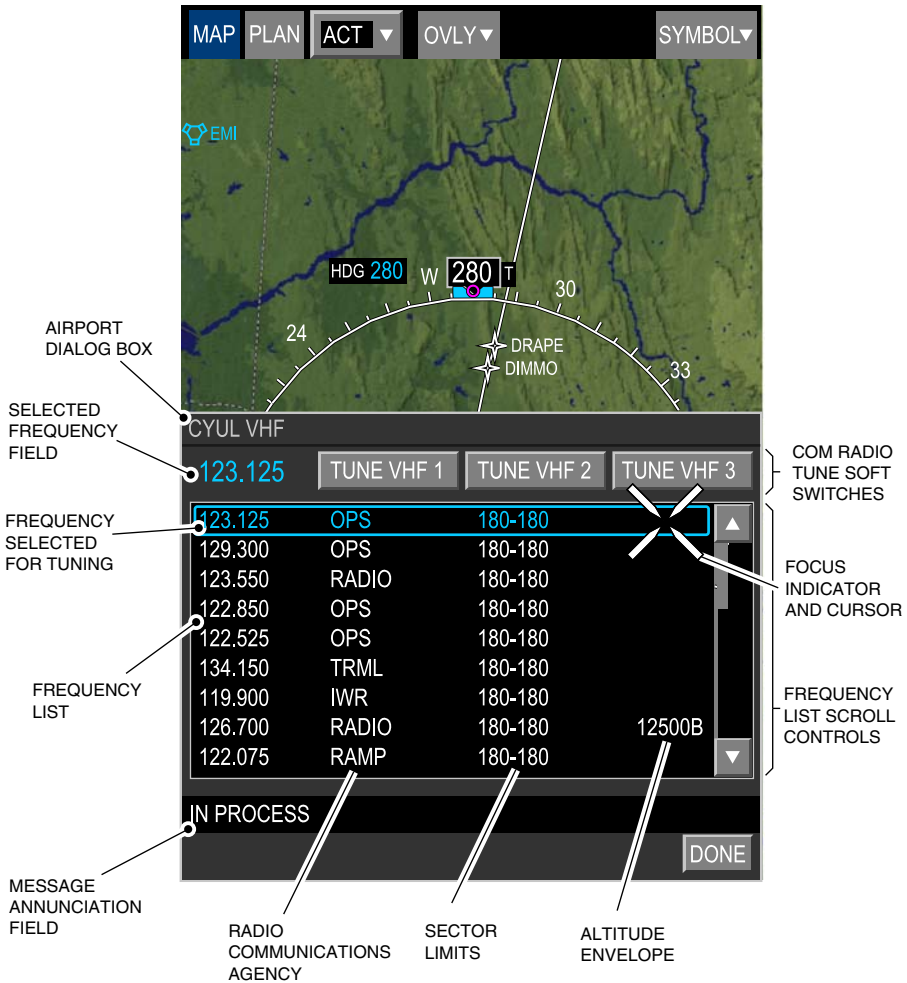 MAP PLAN ACT OVLY SYMBOL
EMI
HDG 280 W 280 T 30
24
DRAPE
DIMMO
33
AIRPORT
DIALOG BOX
CYUL VHF
SELECTED
FREQUENCY
FIELD
123.125 TUNE VHF 1 TUNE VHF 2 TUNE VHF 3
COM RADIO
TUNE SOFT
SWITCHES
FREQUENCY
SELECTED
FOR TUNING
123.125 OPS 180-180
129.300 OPS 180-180
123.550 RADIO 180-180
122.850 OPS 180-180
122.525 OPS 180-180
134.150 TRML 180-180
119.900 IWR 180-180
126.700 RADIO 180-180 12500B
122.075 RAMP 180-180
FOCUS
INDICATOR
AND CURSOR
FREQUENCY
LIST
FREQUENCY
LIST SCROLL
CONTROLS
IN PROCESS
DONE
MESSAGE
ANNUNCIATION
FIELD
RADIO
COMMUNICATIONS
AGENCY
SECTOR
LIMITS
ALTITUDE
ENVELOPE